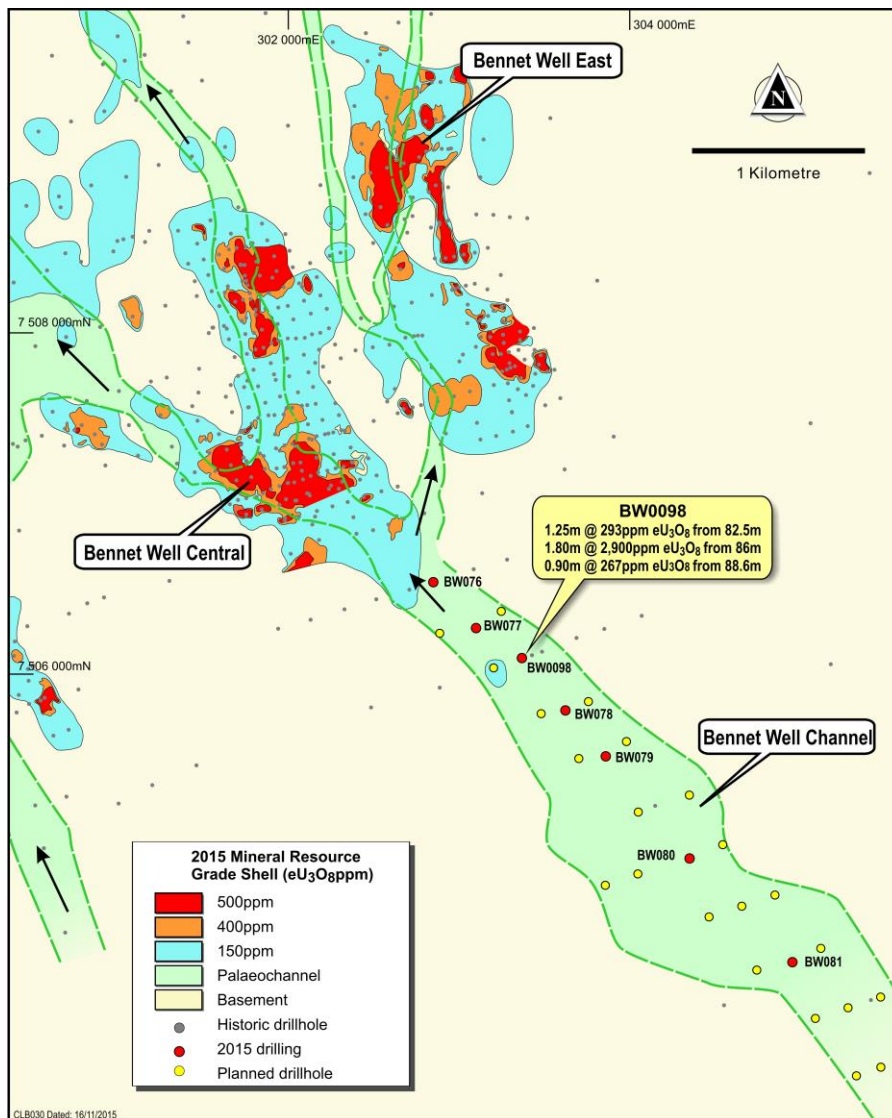 302 000mE
304 000mE
Bennet Well East
N
1 Kilometre
7 508 000mN
Bennet Well Central
BW0098
1.25m @ 293ppm eU₃O₈ from 82.5m
1.80m @ 2,900ppm eU₃O₈ from 86m
0.90m @ 267ppm eU₃O₈ from 88.6m
BW076
BW077
BW0098
7 506 000mN
BW078
Bennet Well Channel
BW079
BW080
BW081
2015 Mineral Resource
Grade Shell (eU₃O₈ppm)
500ppm
400ppm
150ppm
Palaeochannel
Basement
Historic drillhole
2015 drilling
Planned drillhole
CLB030 Dated: 16/11/2015